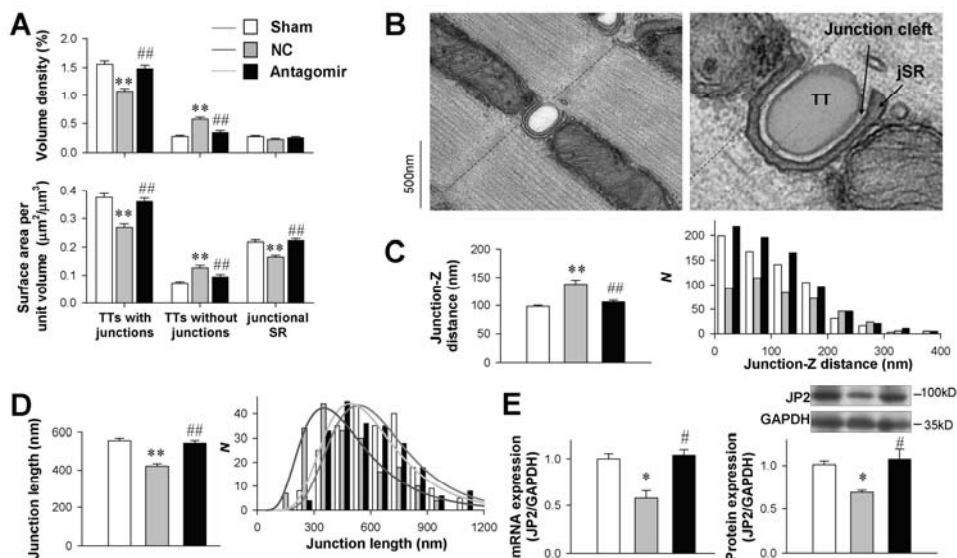 A
Sham
NC
Antagomir
Volume density (%)
2.0
1.5
1.0
0.5
0.0
**
##
**
##
Surface area per
unit volume (μm²/μm³)
0.4
0.3
0.2
0.1
0.0
**
##
**
##
**
##
TTs with
junctions
TTs without
junctions
junctional
SR
B
500nm
Junction cleft
jSR
TT
C
Junction-Z
distance (nm)
200
150
100
50
0
**
##
N
200
150
100
50
0
0
100
200
300
400
Junction-Z distance (nm)
D
Junction length (nm)
600
400
200
0
**
##
N
40
30
20
10
0
0
300
600
900
1200
Junction length (nm)
E
mRNA expression
(JP2/GAPDH)
1.0
0.5
0.0
*
#
JP2
GAPDH
100kD
35kD
Protein expression
(JP2/GAPDH)
1.0
0.5
0.0
*
#